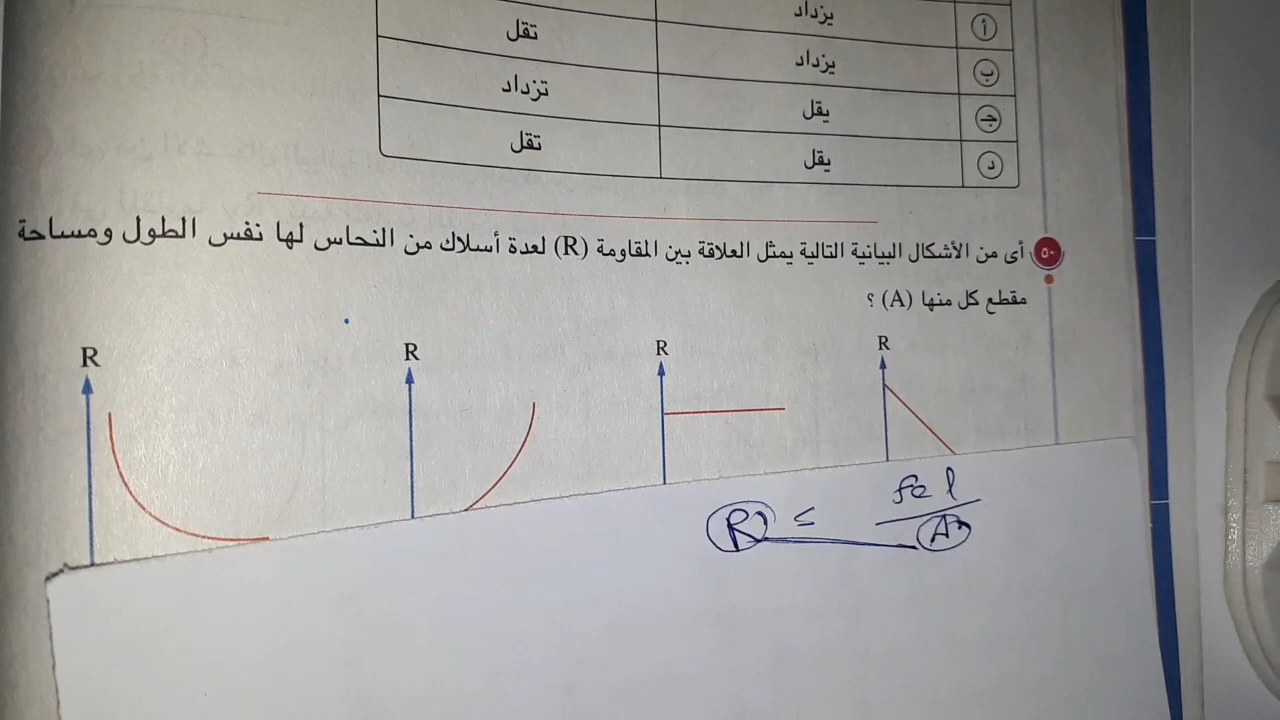 أ يزداد
ب يزداد تقل
ج يقل تزداد
د يقل تقل
٥٠ أى من الأشكال البيانية التالية يمثل العلاقة بين المقاومة (R) لعدة أسلاك من النحاس لها نفس الطول ومساحة
مقطع كل منها (A) ؟
R R R R
R = ρe l
A